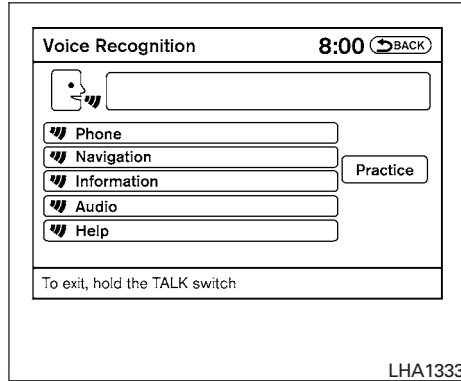 Voice Recognition 8:00 BACK
Phone
Navigation
Information
Practice
Audio
Help
To exit, hold the TALK switch
LHA1333